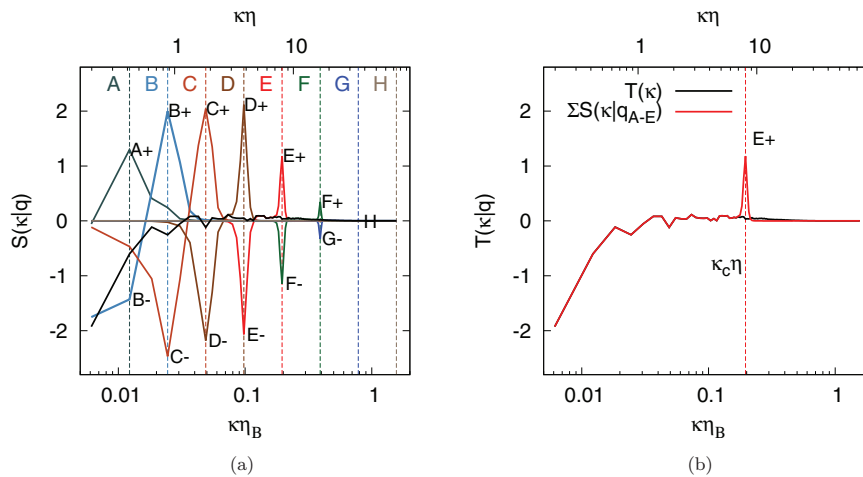 κη
1
10
A B C D E F G H
2
1
0
-1
-2
S(κ|q)
A+
B+
C+
D+
E+
F+
H
G-
F-
E-
D-
C-
B-
0.01
0.1
1
κη_B
(a)
κη
1
10
T(κ)
ΣS(κ|q_A-E)
E+
2
1
0
-1
-2
T(κ|q)
κ_cη
0.01
0.1
1
κη_B
(b)